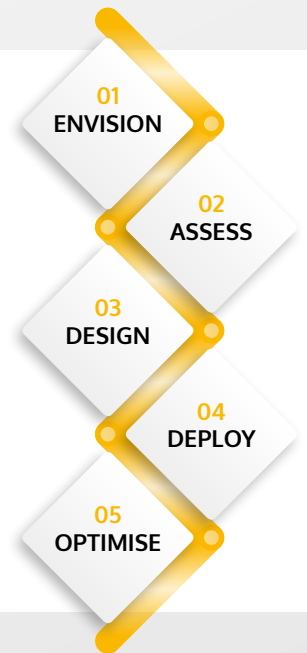 01
ENVISION
02
ASSESS
03
DESIGN
04
DEPLOY
05
OPTIMISE